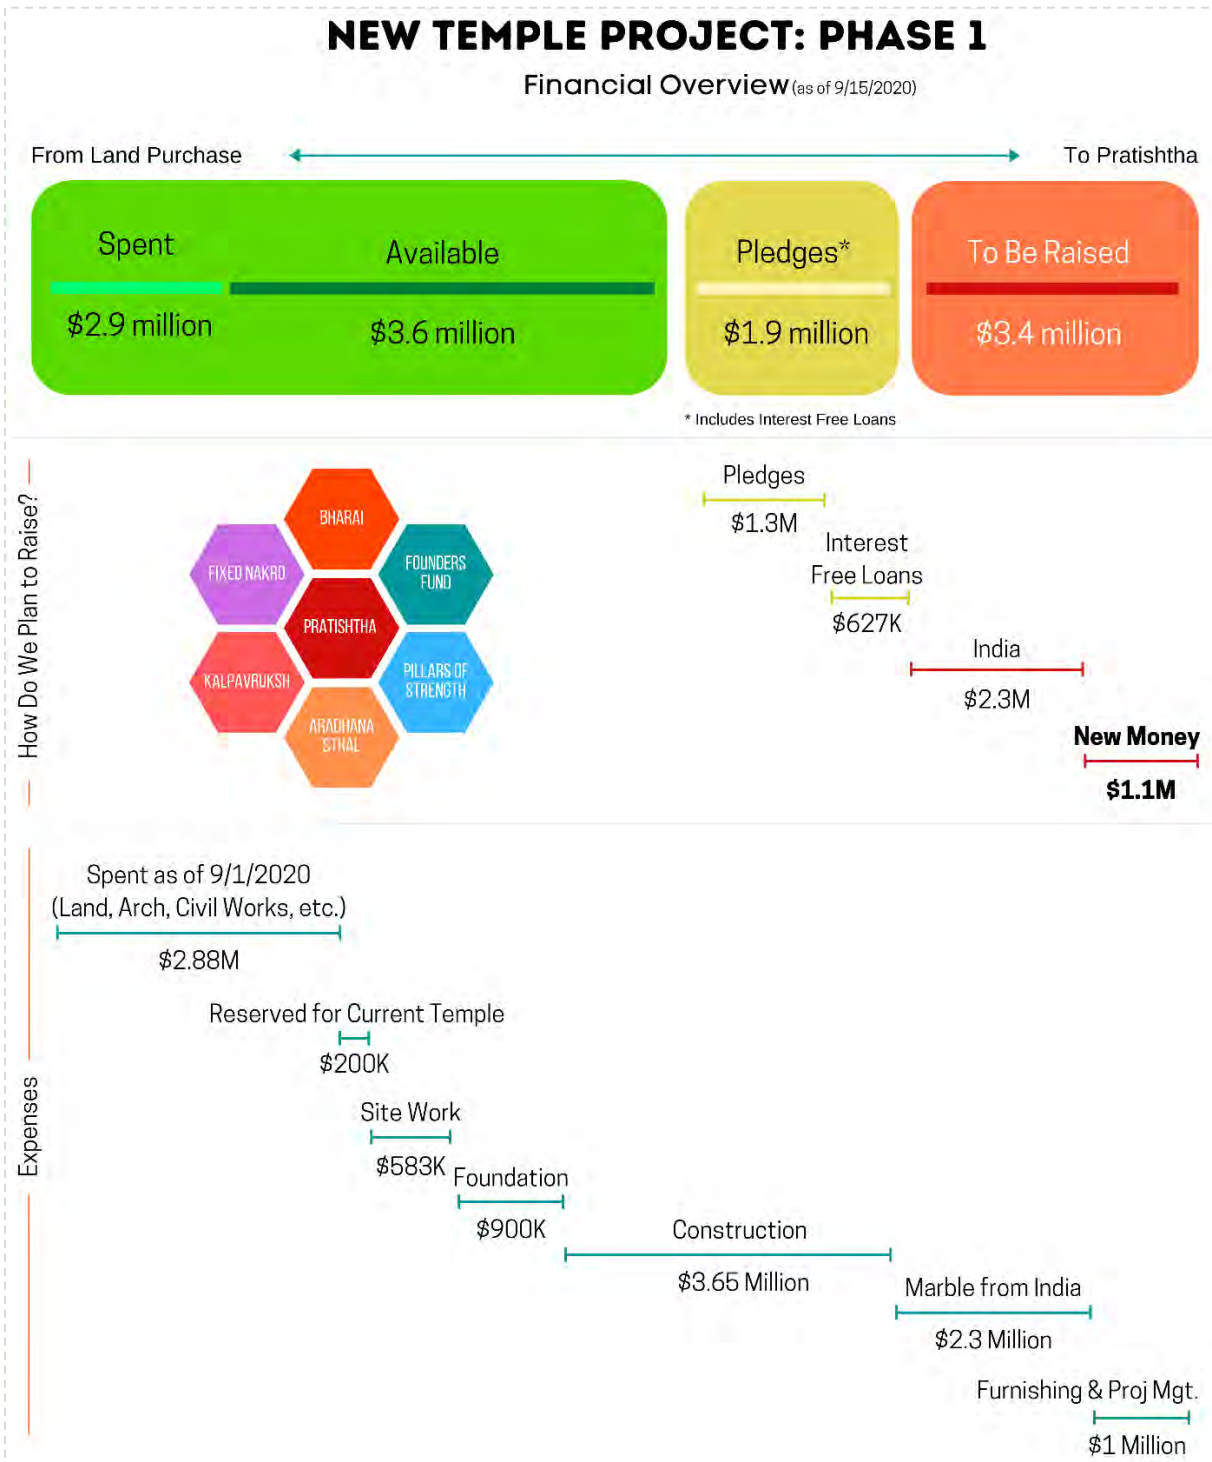 NEW TEMPLE PROJECT: PHASE 1
Financial Overview (as of 9/15/2020)
From Land Purchase
To Pratishtha
Spent
$2.9 million
Available
$3.6 million
Pledges*
$1.9 million
To Be Raised
$3.4 million
* Includes Interest Free Loans
How Do We Plan to Raise?
BHARAI
FIXED NAKRO
FOUNDERS
FUND
PRATISHTHA
KALPAVRUKSH
PILLARS OF
STRENGTH
ARADHANA
STHAL
Pledges
$1.3M
Interest
Free Loans
$627K
India
$2.3M
New Money
$1.1M
Expenses
Spent as of 9/1/2020
(Land, Arch, Civil Works, etc.)
$2.88M
Reserved for Current Temple
$200K
Site Work
$583K
Foundation
$900K
Construction
$3.65 Million
Marble from India
$2.3 Million
Furnishing & Proj Mgt.
$1 Million